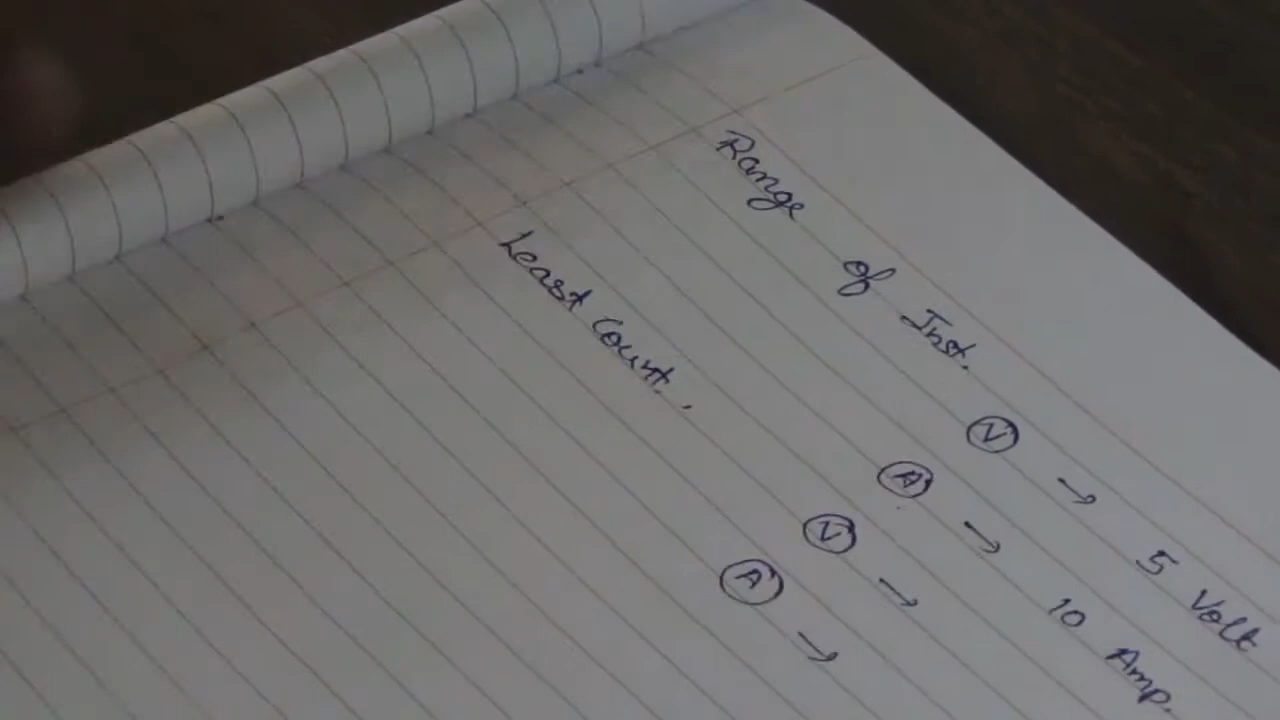 Range of Inst. Ⓥ → 5 Volt
Ⓐ → 10 Amp.
Least Count. Ⓥ →
Ⓐ →